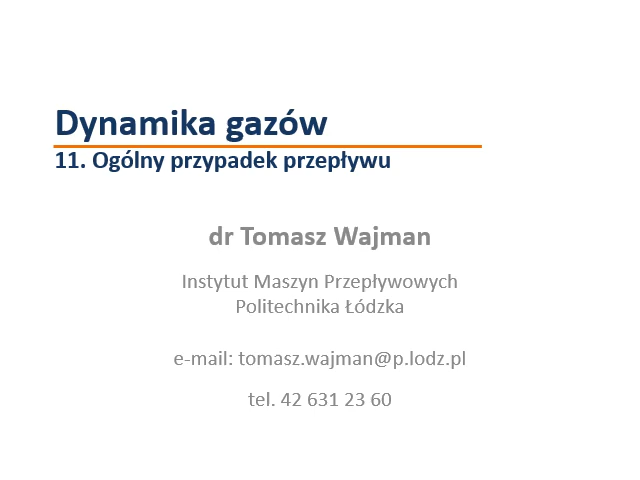 Dynamika gazów
11. Ogólny przypadek przepływu
dr Tomasz Wajman
Instytut Maszyn Przepływowych
Politechnika Łódzka
e-mail: tomasz.wajman@p.lodz.pl
tel. 42 631 23 60